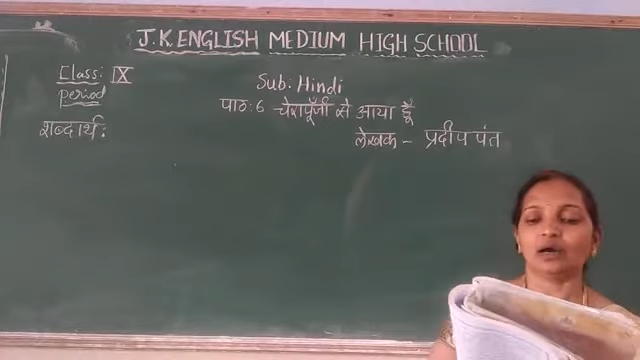 J.K. ENGLISH MEDIUM HIGH SCHOOL
Class: IX
Sub: Hindi
period
पाठ: 6 चेरापूँजी से आया हूँ
शब्दार्थ:
लेखक - प्रदीप पंत